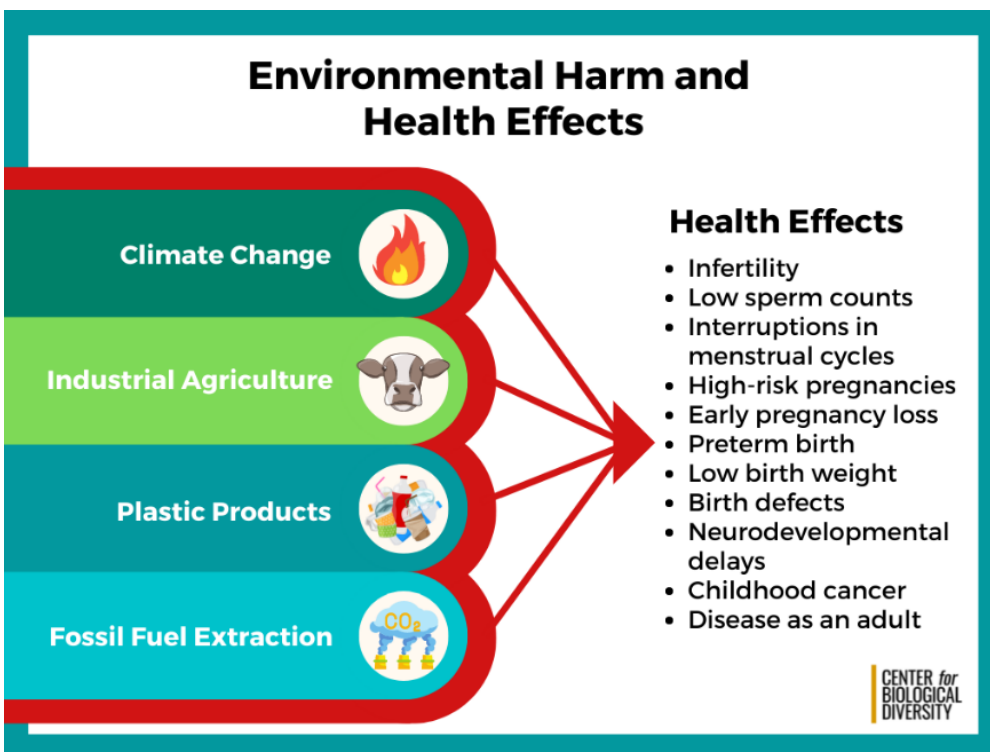 Environmental Harm and
Health Effects
Climate Change
Industrial Agriculture
Plastic Products
CO₂
Fossil Fuel Extraction
Health Effects
• Infertility
• Low sperm counts
• Interruptions in
menstrual cycles
• High-risk pregnancies
• Early pregnancy loss
• Preterm birth
• Low birth weight
• Birth defects
• Neurodevelopmental
delays
• Childhood cancer
• Disease as an adult
CENTER for
BIOLOGICAL
DIVERSITY